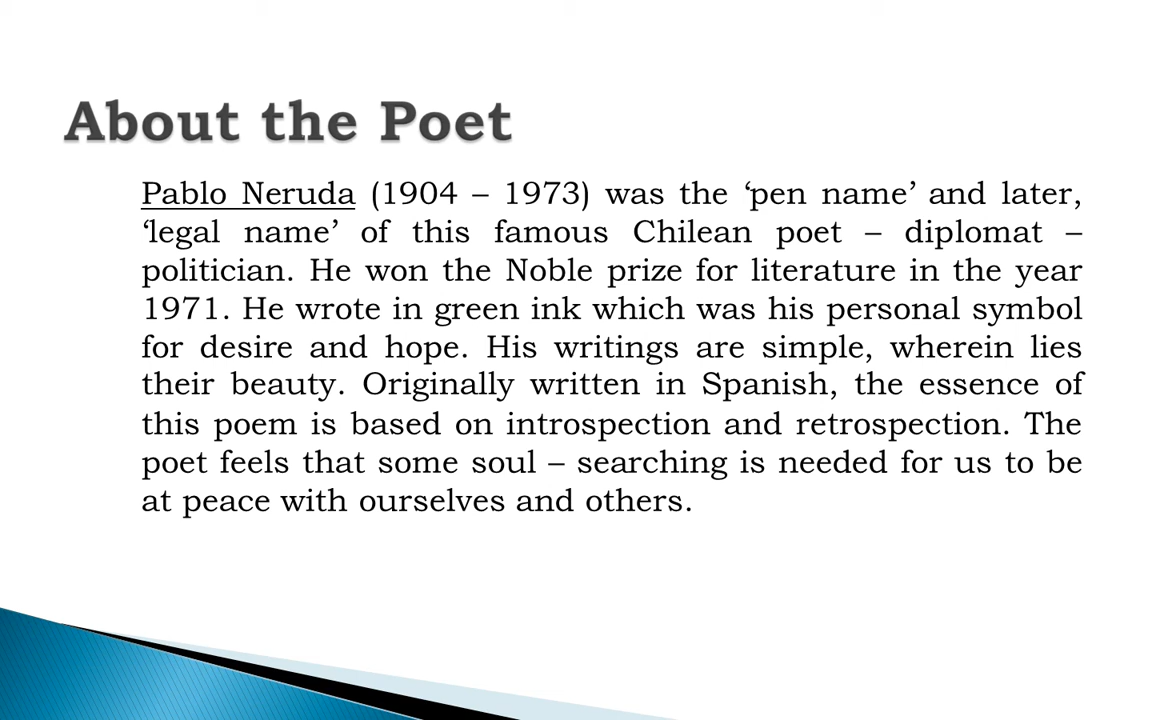 About the Poet
Pablo Neruda (1904 – 1973) was the ‘pen name’ and later,
‘legal name’ of this famous Chilean poet – diplomat –
politician. He won the Noble prize for literature in the year
1971. He wrote in green ink which was his personal symbol
for desire and hope. His writings are simple, wherein lies
their beauty. Originally written in Spanish, the essence of
this poem is based on introspection and retrospection. The
poet feels that some soul – searching is needed for us to be
at peace with ourselves and others.